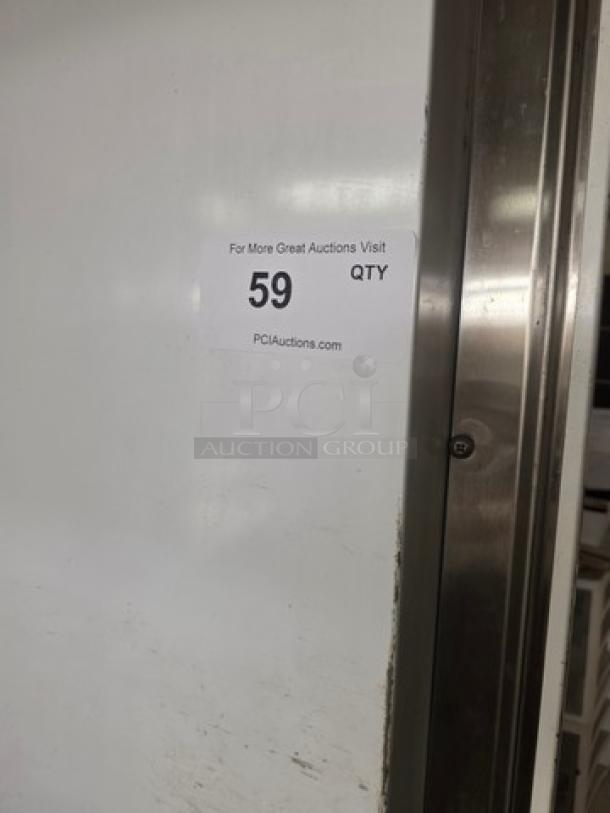 For More Great Auctions Visit
59 QTY
PCIAuctions.com
PCI
AUCTION GROUP